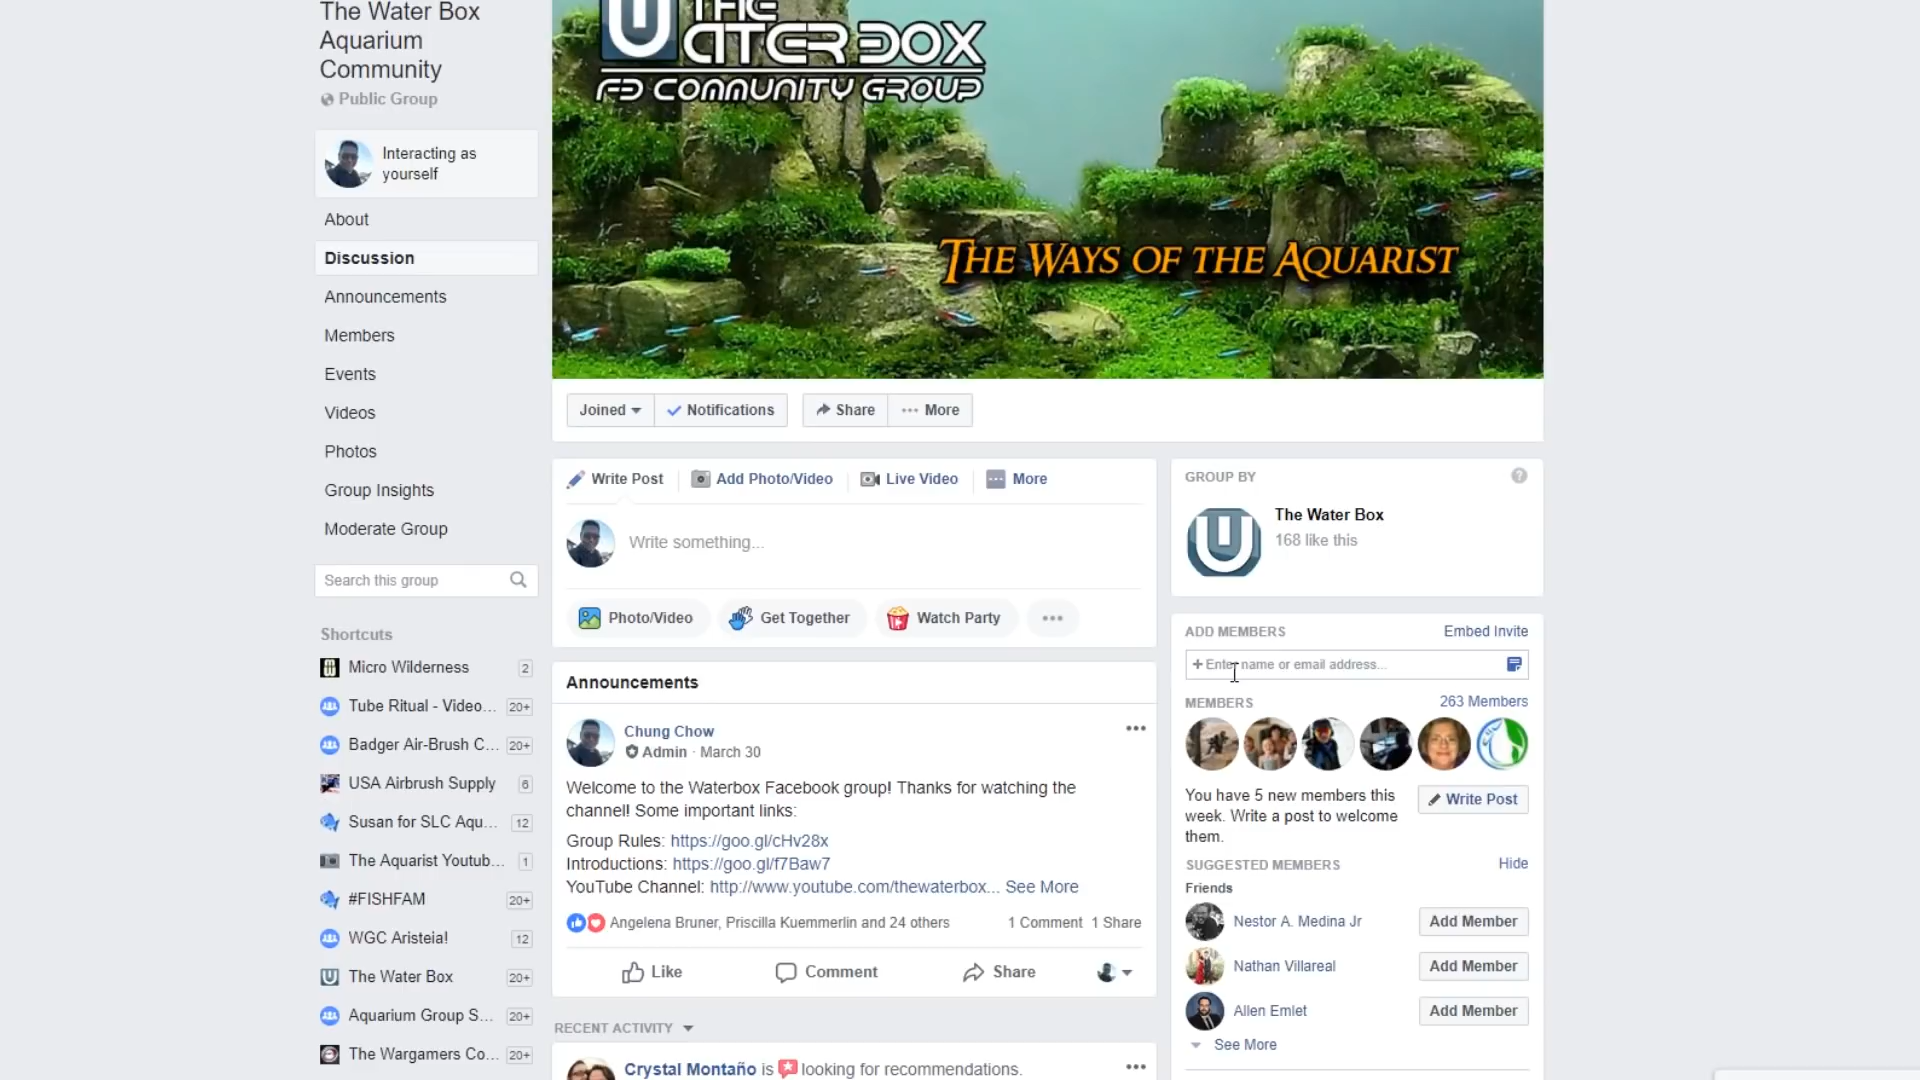 The Water Box
Aquarium
Community
Public Group
Interacting as
yourself
About
Discussion
Announcements
Members
Events
Videos
Photos
Group Insights
Moderate Group
Search this group
Shortcuts
Micro Wilderness 2
Tube Ritual - Video... 20+
Badger Air-Brush C... 20+
USA Airbrush Supply 6
Susan for SLC Aqu... 12
The Aquarist Youtub... 1
#FISHFAM 20+
WGC Aristeia! 12
The Water Box 20+
Aquarium Group S... 20+
The Wargamers Co... 20+
THE
WATER BOX
FB COMMUNITY GROUP
THE WAYS OF THE AQUARIST
Joined Notifications Share More
Write Post Add Photo/Video Live Video More
Write something...
Photo/Video Get Together Watch Party
Announcements
Chung Chow
Admin · March 30
Welcome to the Waterbox Facebook group! Thanks for watching the
channel! Some important links:
Group Rules: https://goo.gl/cHv28x
Introductions: https://goo.gl/f7Baw7
YouTube Channel: http://www.youtube.com/thewaterbox... See More
Angelena Bruner, Priscilla Kuemmerlin and 24 others 1 Comment 1 Share
Like Comment Share
RECENT ACTIVITY
Crystal Montaño is looking for recommendations.
GROUP BY
The Water Box
168 like this
ADD MEMBERS Embed Invite
+ Enter name or email address...
MEMBERS 263 Members
You have 5 new members this
week. Write a post to welcome
them.
Write Post
SUGGESTED MEMBERS Hide
Friends
Nestor A. Medina Jr Add Member
Nathan Villareal Add Member
Allen Emlet Add Member
See More